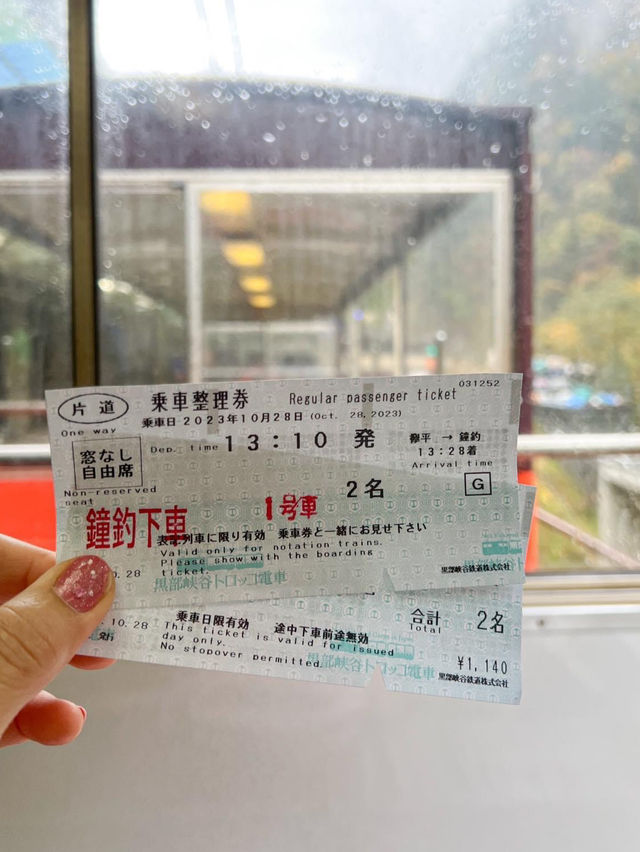 031252
片道 乗車整理券 Regular passenger ticket
One way 乗車日 2023年10月28日 (Oct. 28, 2023)
Dep. time 13:10 発 欅平 → 鐘釣
窓なし 13:28着
自由席 Arrival time
Non-reserved seat 2名 G
鐘釣下車 1号車
表記列車に限り有効 乗車券と一緒にお見せ下さい
Valid only for notation trains.
Please show with the boarding
ticket.
10.28 黒部峡谷トロッコ電車 黒部峡谷鉄道株式会社
10.28 乗車日限有効 途中下車前途無効 合計 2名
This ticket is valid for issued Total
day only.
No stopover permitted. ¥1,140
黒部峡谷トロッコ電車 黒部峡谷鉄道株式会社